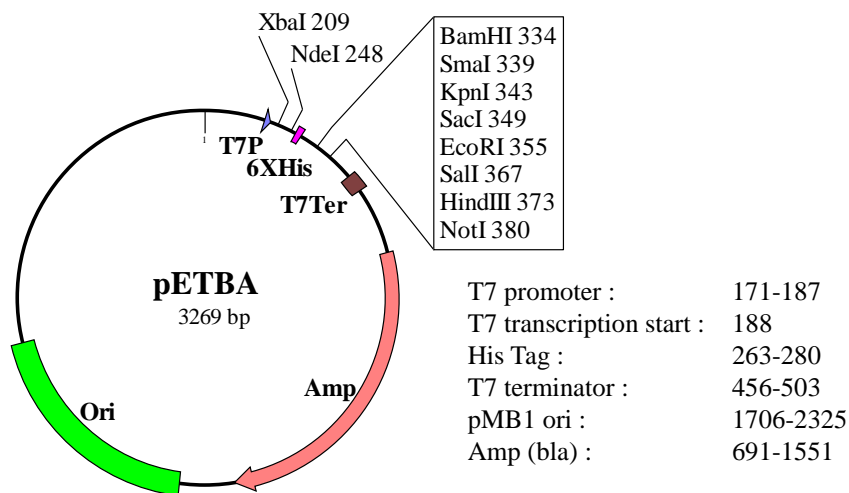 XbaI 209
NdeI 248
BamHI 334
SmaI 339
KpnI 343
SacI 349
EcoRI 355
SalI 367
HindIII 373
NotI 380
1
T7P
6XHis
T7Ter
pETBA
3269 bp
Amp
Ori
T7 promoter : 171-187
T7 transcription start : 188
His Tag : 263-280
T7 terminator : 456-503
pMB1 ori : 1706-2325
Amp (bla) : 691-1551